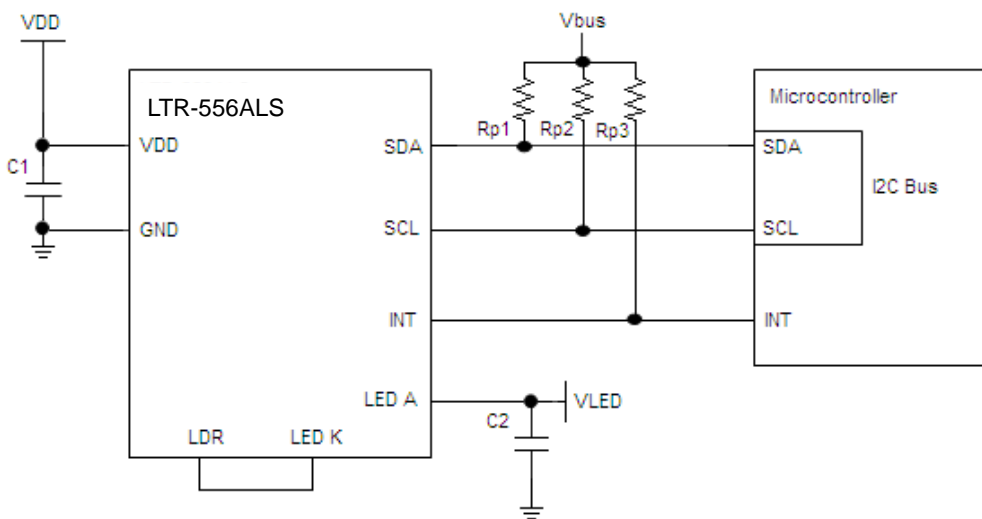 VDD
Vbus
LTR-556ALS
Microcontroller
Rp1 Rp2 Rp3
C1
VDD
SDA
SDA
I2C Bus
GND
SCL
SCL
INT
INT
LED A
C2
VLED
LDR
LED K